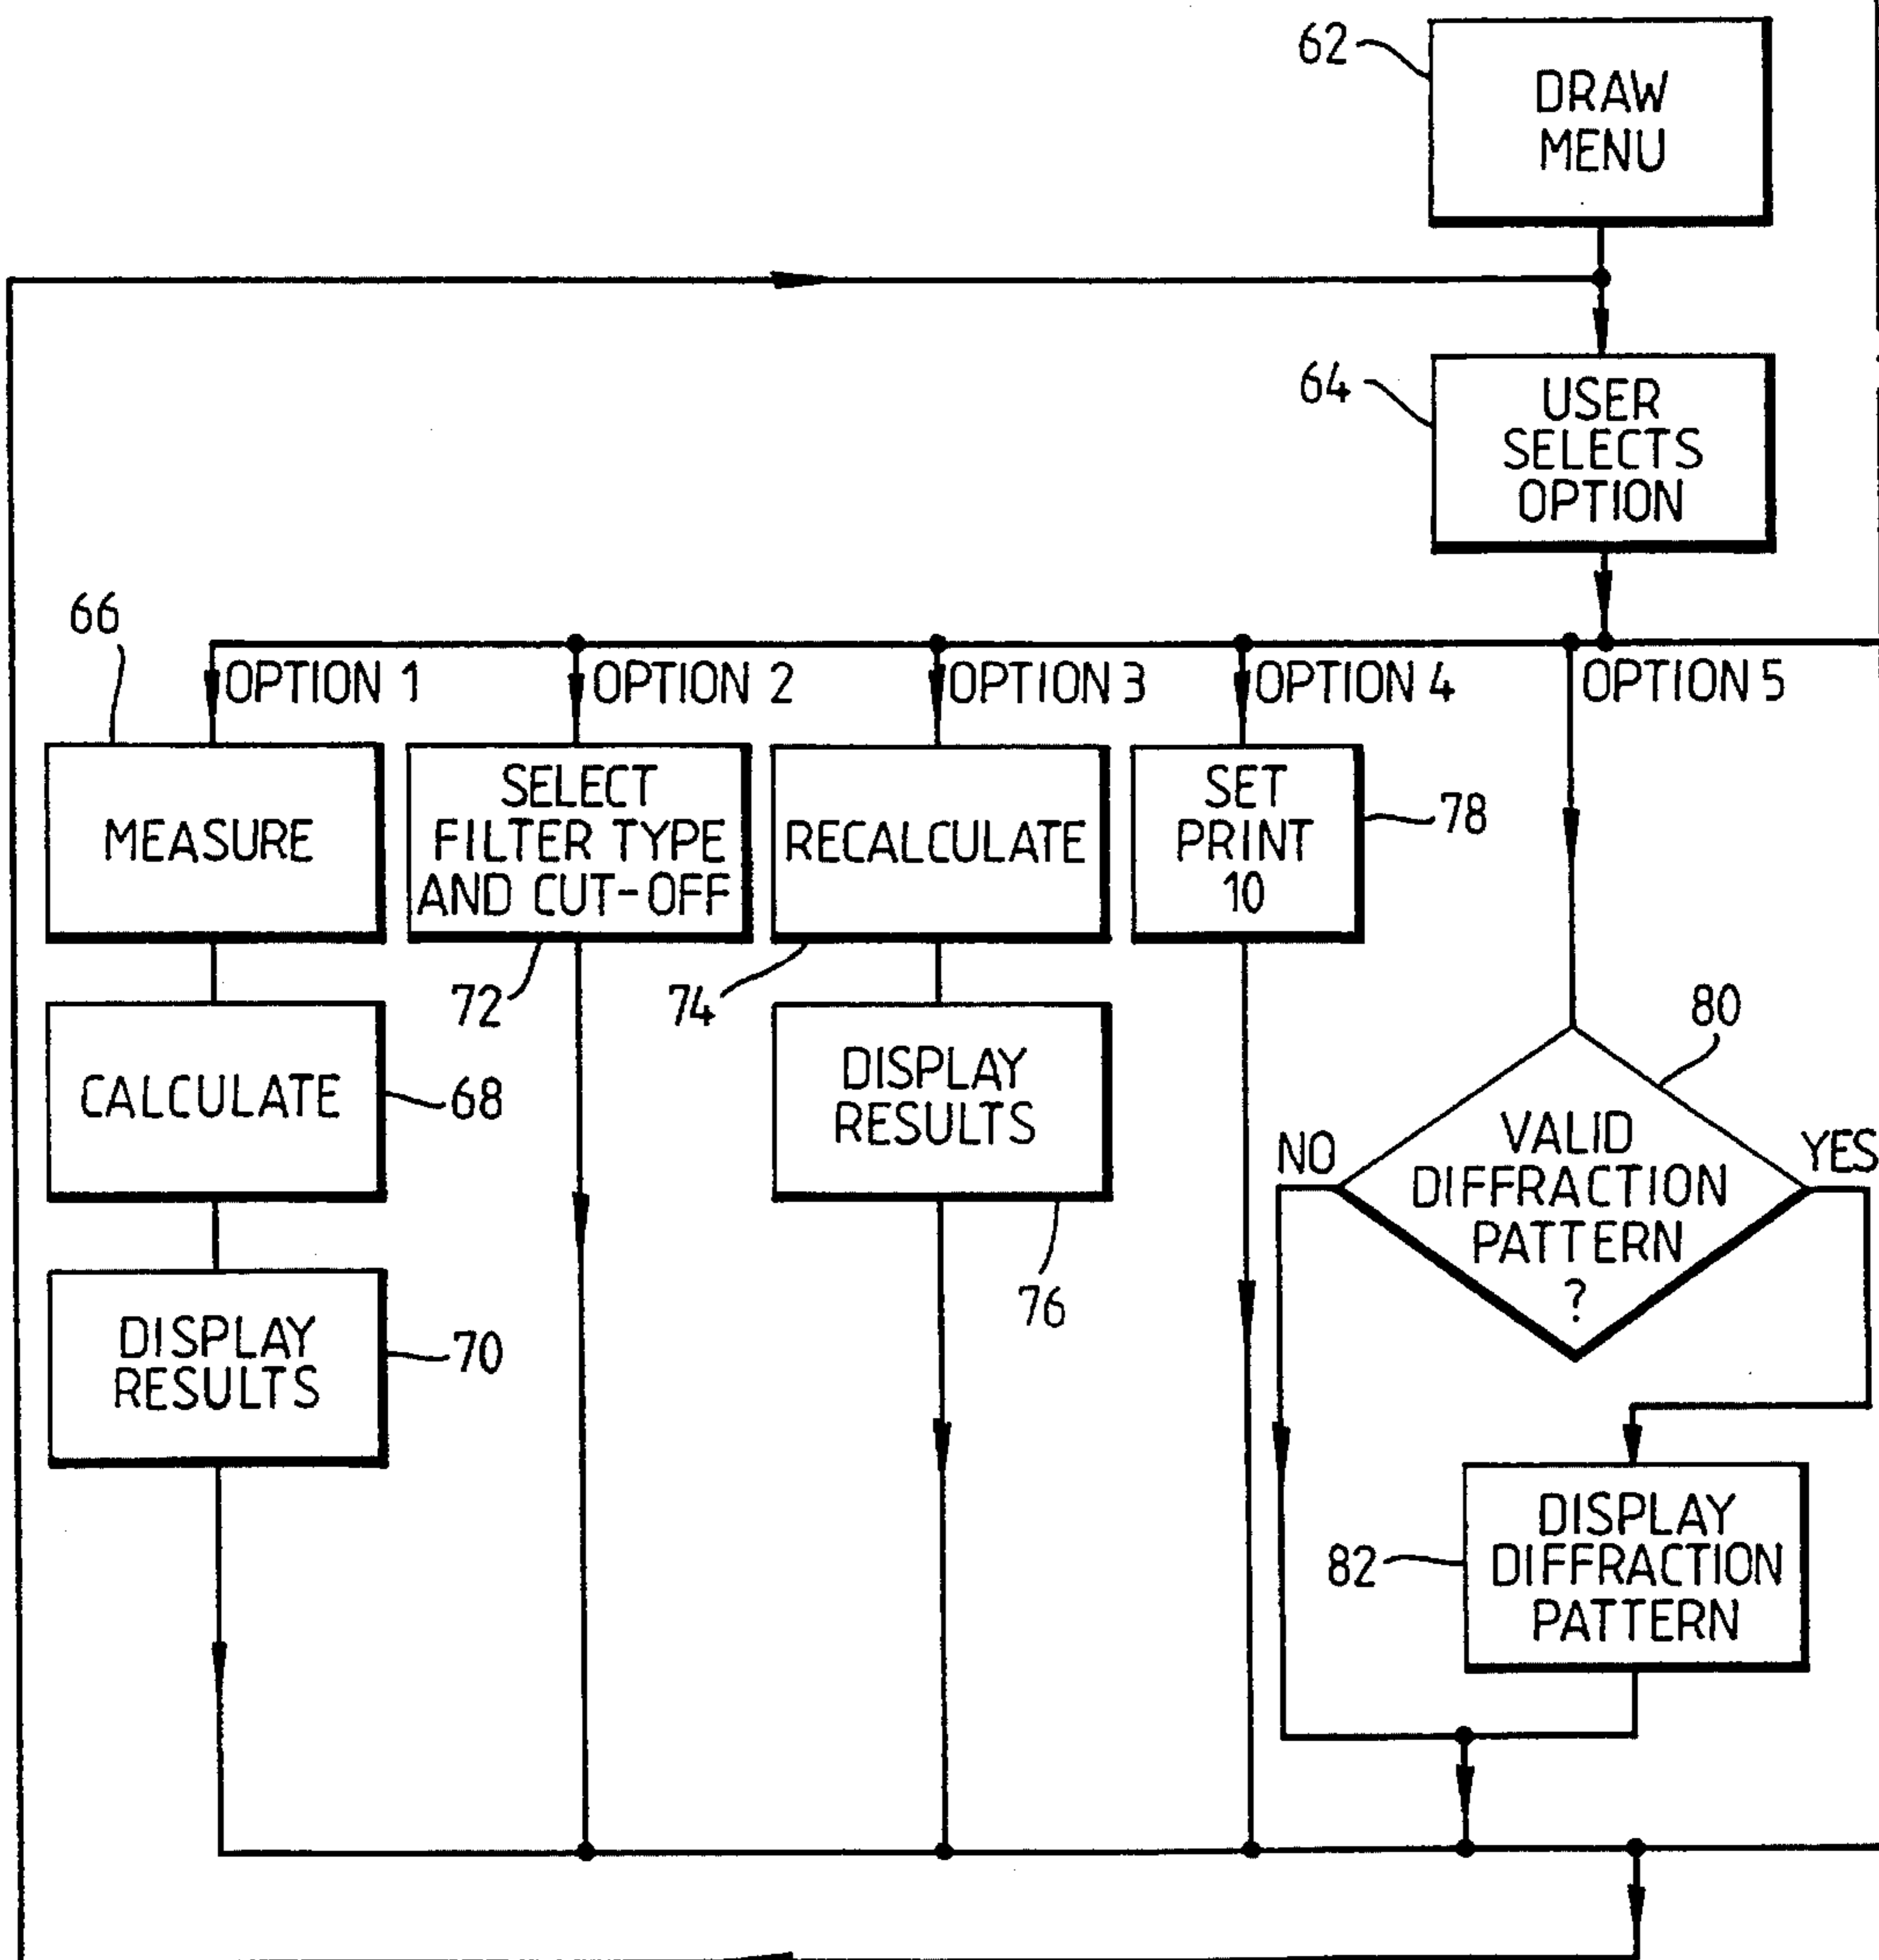 62
DRAW
MENU
64
USER
SELECTS
OPTION
66
OPTION 1
OPTION 2
OPTION 3
OPTION 4
OPTION 5
MEASURE
SELECT
FILTER TYPE
AND CUT-OFF
RECALCULATE
SET
PRINT
10
78
72
74
80
CALCULATE
68
DISPLAY
RESULTS
76
NO
VALID
DIFFRACTION
PATTERN
?
YES
DISPLAY
RESULTS
70
82
DISPLAY
DIFFRACTION
PATTERN